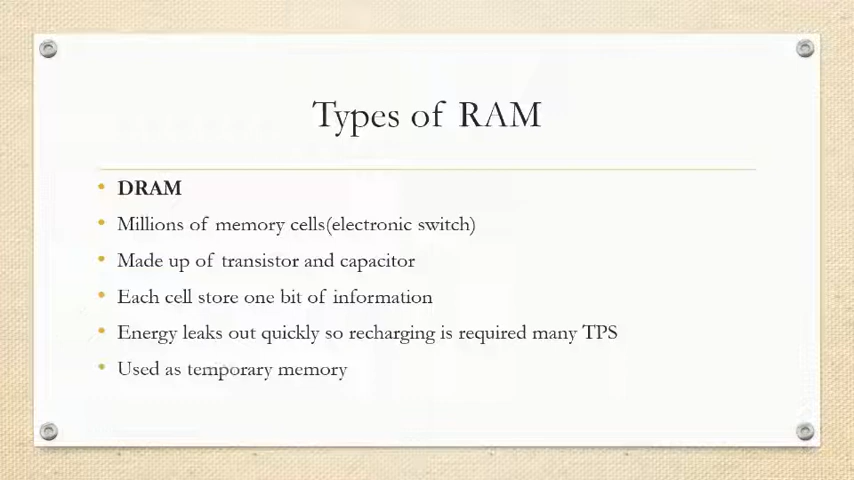 Types of RAM
DRAM
Millions of memory cells(electronic switch)
Made up of transistor and capacitor
Each cell store one bit of information
Energy leaks out quickly so recharging is required many TPS
Used as temporary memory